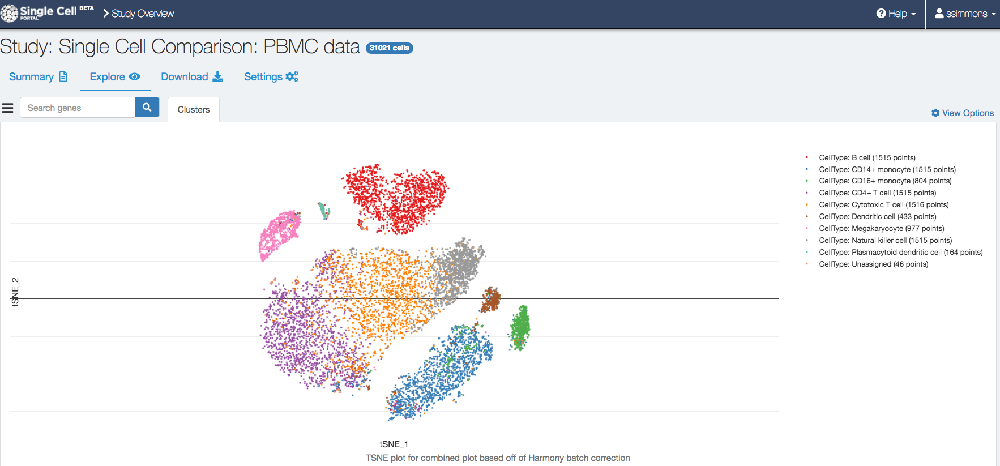 Single Cell BETA
PORTAL
Study Overview
Help
ssimmons
Study: Single Cell Comparison: PBMC data 31021 cells
Summary
Explore
Download
Settings
Search genes
Clusters
View Options
CellType: B cell (1515 points)
CellType: CD14+ monocyte (1515 points)
CellType: CD16+ monocyte (804 points)
CellType: CD4+ T cell (1515 points)
CellType: Cytotoxic T cell (1516 points)
CellType: Dendritic cell (433 points)
CellType: Megakaryocyte (977 points)
CellType: Natural killer cell (1515 points)
CellType: Plasmacytoid dendritic cell (164 points)
CellType: Unassigned (46 points)
tSNE_2
tSNE_1
TSNE plot for combined plot based off of Harmony batch correction